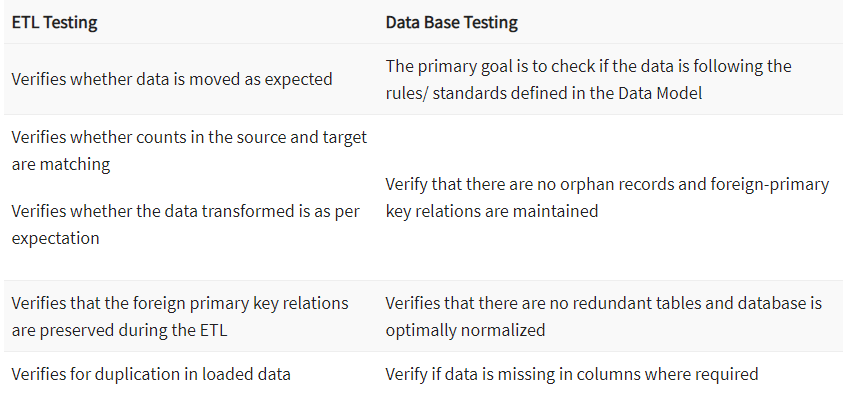 ETL Testing
Data Base Testing
Verifies whether data is moved as expected
The primary goal is to check if the data is following the
rules/ standards defined in the Data Model
Verifies whether counts in the source and target
are matching
Verifies whether the data transformed is as per
expectation
Verify that there are no orphan records and foreign-primary
key relations are maintained
Verifies that the foreign primary key relations
are preserved during the ETL
Verifies that there are no redundant tables and database is
optimally normalized
Verifies for duplication in loaded data
Verify if data is missing in columns where required